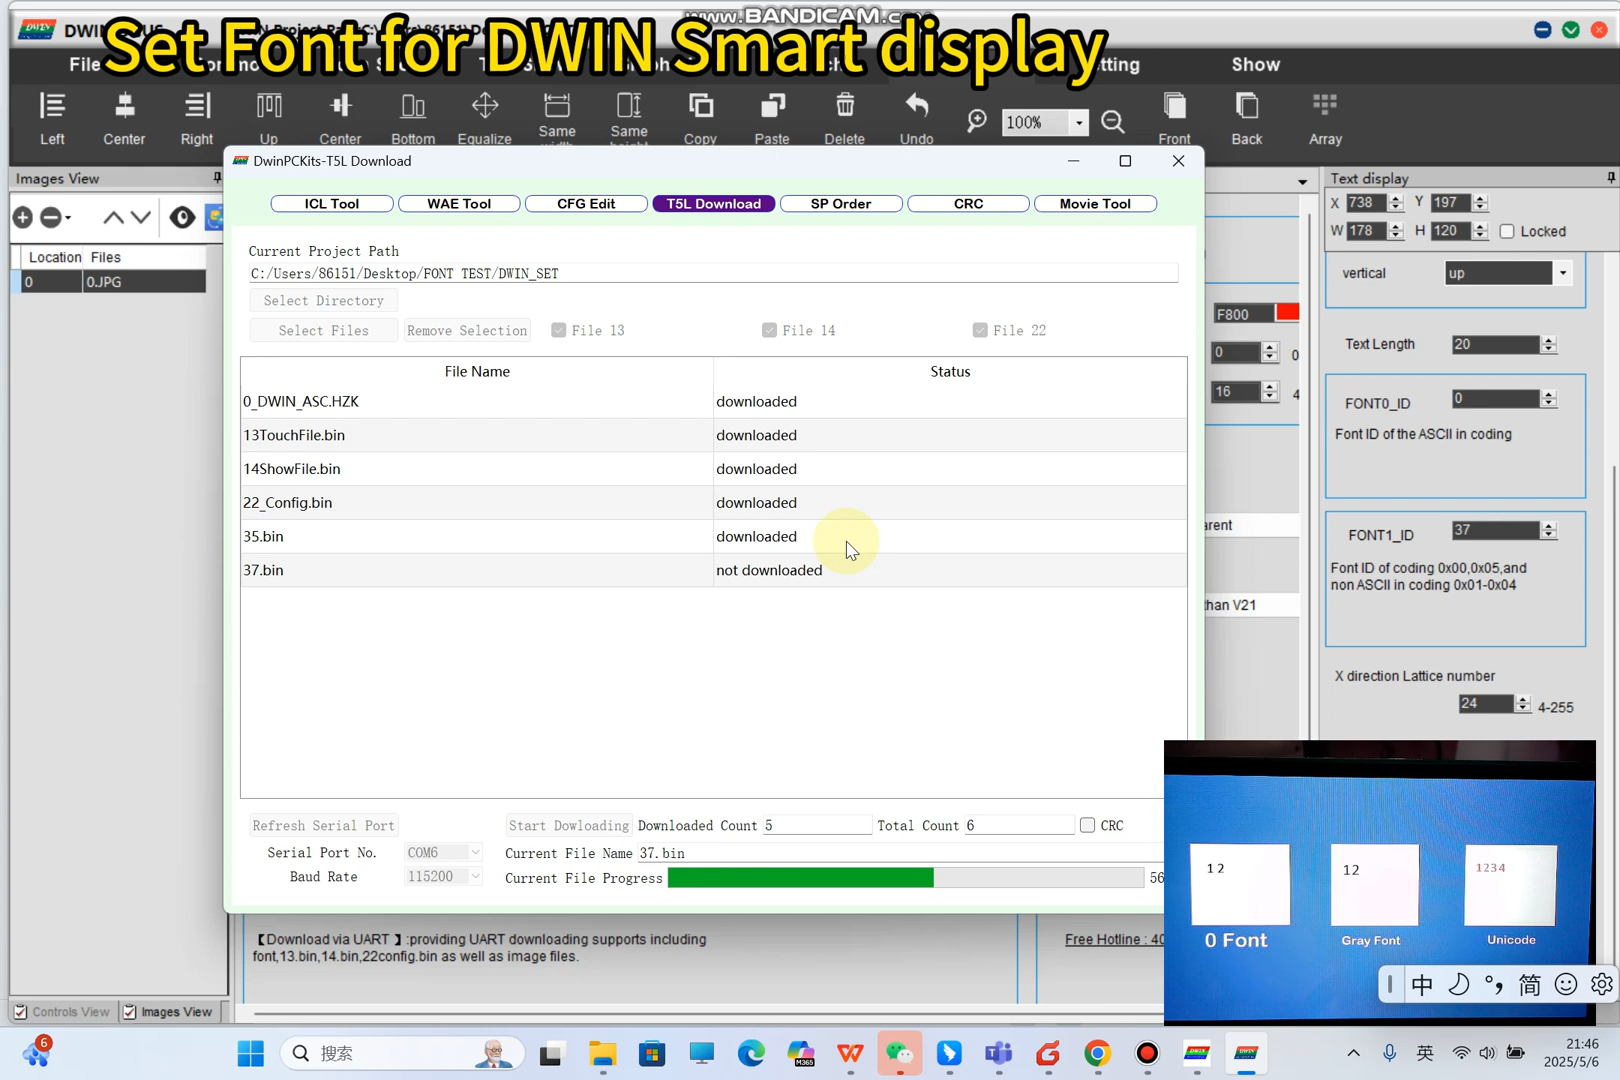 www.BANDICAM.com
Set Font for DWIN Smart display
DWIN
File
Show
Left
Center
Right
Up
Center
Bottom
Equalize
Same
Same
Copy
Paste
Delete
Undo
100%
Front
Back
Array
Images View
Location Files
0 0.JPG
DwinPCKits-T5L Download
ICL Tool WAE Tool CFG Edit T5L Download SP Order CRC Movie Tool
Current Project Path
C:/Users/86151/Desktop/FONT TEST/DWIN_SET
Select Directory
Select Files Remove Selection File 13 File 14 File 22
File Name Status
0_DWIN_ASC.HZK downloaded
13TouchFile.bin downloaded
14ShowFile.bin downloaded
22_Config.bin downloaded
35.bin downloaded
37.bin not downloaded
Refresh Serial Port Start Dowloading Downloaded Count 5 Total Count 6 CRC
Serial Port No. COM6 Current File Name 37.bin
Baud Rate 115200 Current File Progress 56
【Download via UART 】:providing UART downloading supports including
font,13.bin,14.bin,22config.bin as well as image files.
Free Hotline : 40
Controls View Images View
Text display
X 738 Y 197
W 178 H 120 Locked
vertical up
F800
0 0
16 4
Text Length 20
FONT0_ID 0
Font ID of the ASCII in coding
arent
FONT1_ID 37
Font ID of coding 0x00,0x05,and
non ASCII in coding 0x01-0x04
than V21
X direction Lattice number
24 4-255
12 12 1234
0 Font Gray Font Unicode
中 简
6
搜索
M365
英
21:46
2025/5/6